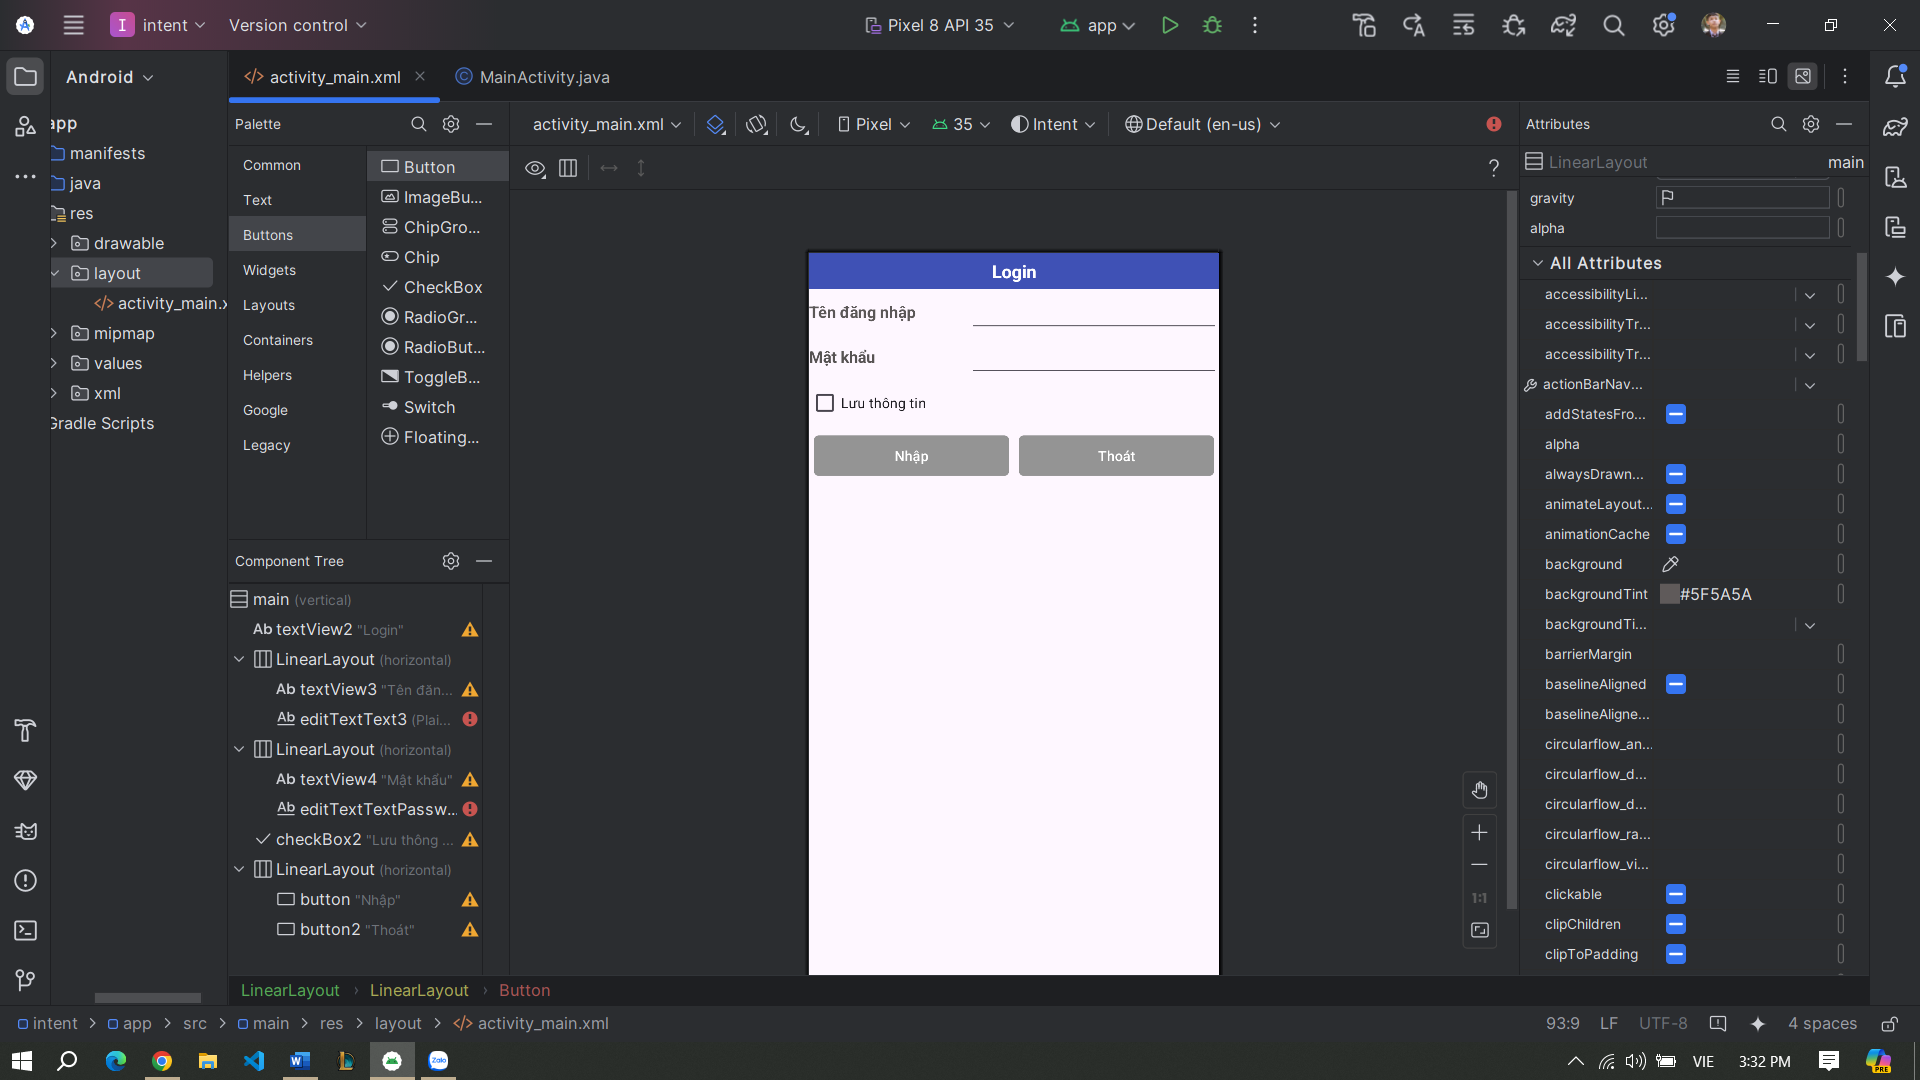 I intent Version control Pixel 8 API 35 app
Android
activity_main.xml
MainActivity.java
app
manifests
java
res
drawable
layout
activity_main.x
mipmap
values
xml
Gradle Scripts
Palette
Common
Text
Buttons
Widgets
Layouts
Containers
Helpers
Google
Legacy
Button
ImageBu...
ChipGro...
Chip
CheckBox
RadioGr...
RadioBut...
ToggleB...
Switch
Floating...
Component Tree
main (vertical)
Ab textView2 "Login"
LinearLayout (horizontal)
Ab textView3 "Tên đăn...
Ab editTextText3 (Plai...
LinearLayout (horizontal)
Ab textView4 "Mật khẩu"
Ab editTextTextPassw...
checkBox2 "Lưu thông ...
LinearLayout (horizontal)
button "Nhập"
button2 "Thoát"
activity_main.xml Pixel 35 Intent Default (en-us)
?
Login
Tên đăng nhập
Mật khẩu
Lưu thông tin
Nhập Thoát
1:1
Attributes
LinearLayout main
gravity
alpha
All Attributes
accessibilityLi...
accessibilityTr...
accessibilityTr...
actionBarNav...
addStatesFro...
alpha
alwaysDrawn...
animateLayout...
animationCache
background
backgroundTint #5F5A5A
backgroundTi...
barrierMargin
baselineAligned
baselineAligne...
circularflow_an...
circularflow_d...
circularflow_d...
circularflow_ra...
circularflow_vi...
clickable
clipChildren
clipToPadding
LinearLayout › LinearLayout › Button
intent > app > src > main > res > layout > activity_main.xml
93:9 LF UTF-8 4 spaces
W Zalo
VIE 3:32 PM PRE